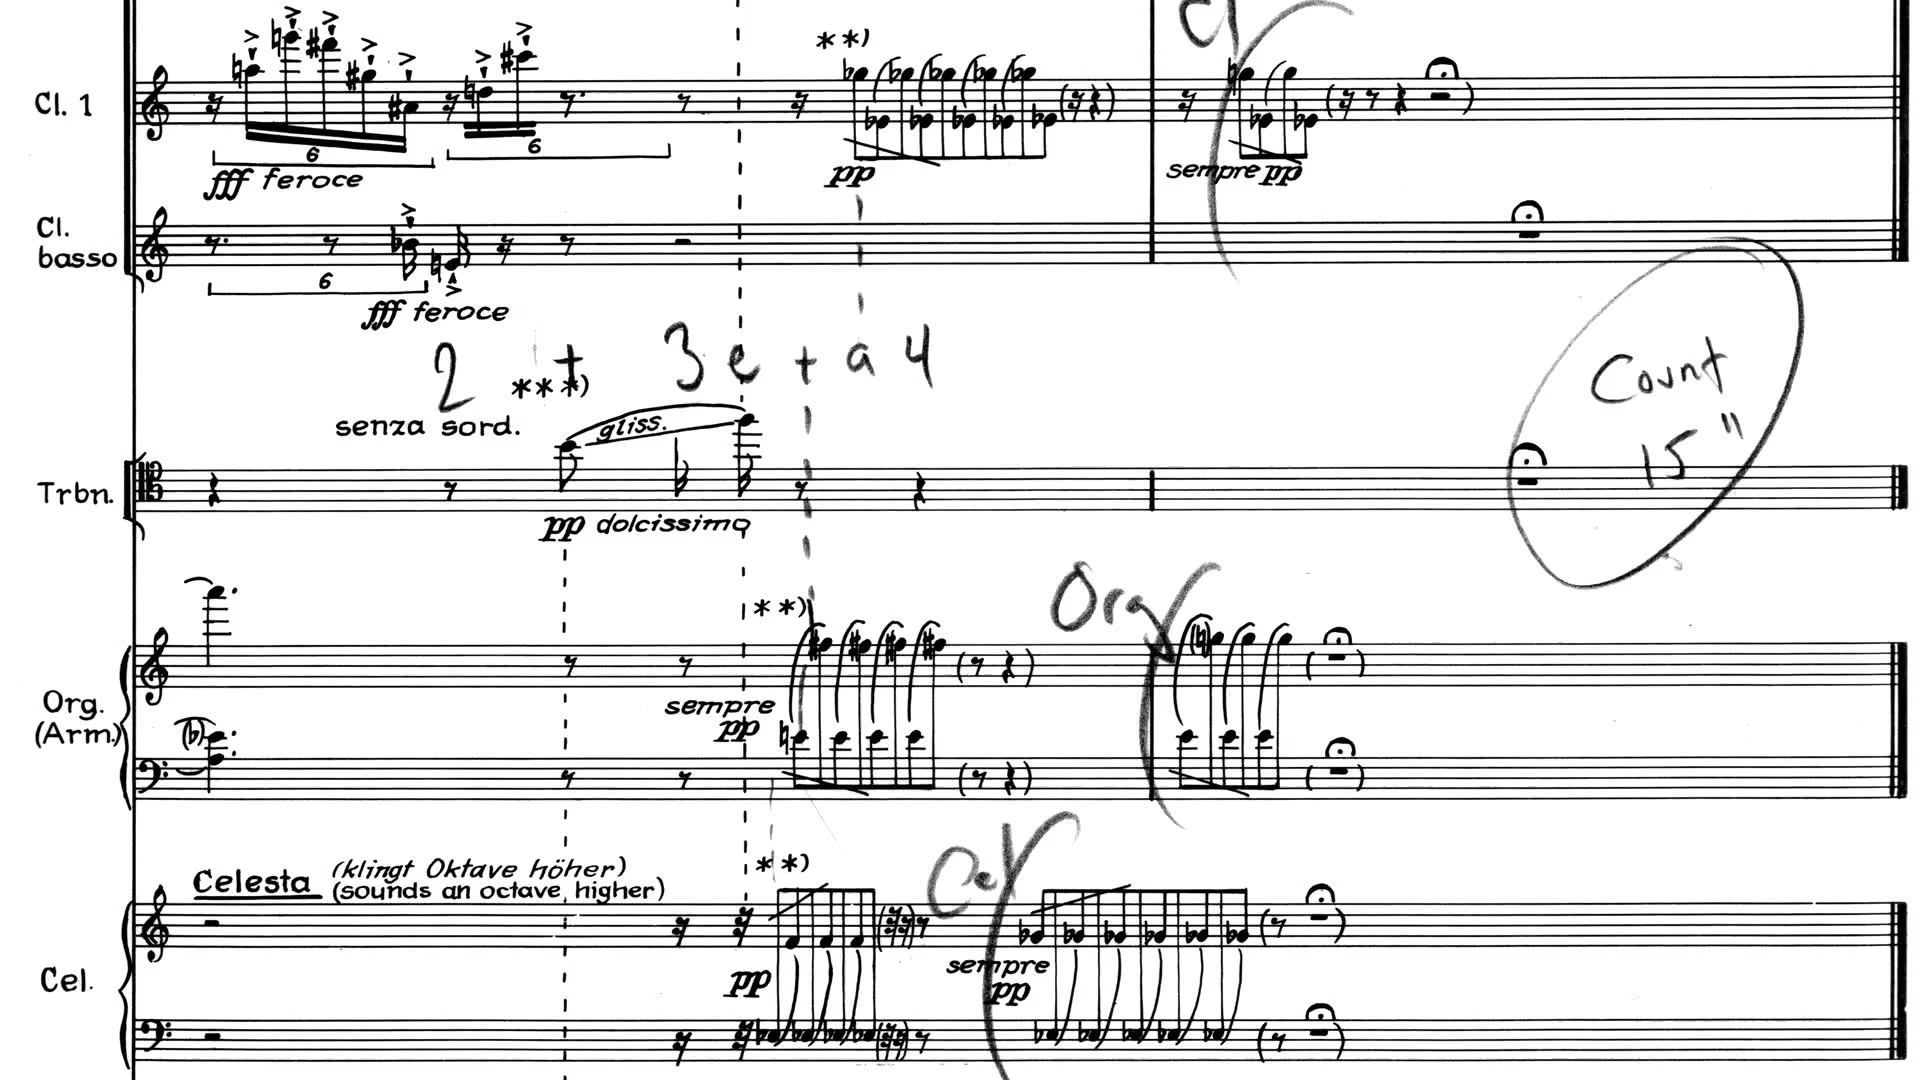 Cl
**)
Cl. 1
6
6
fff feroce
pp
sempre pp
Cl.
basso
6
fff feroce
2 + 3 e + a 4
***)
Count
15"
senza sord.
gliss.
Trbn.
pp dolcissimo
Org
**)
Org.
(Arm.)
sempre
pp
Cel
**)
Celesta (klingt Oktave höher)
(sounds an octave higher)
Cel.
pp
sempre
pp